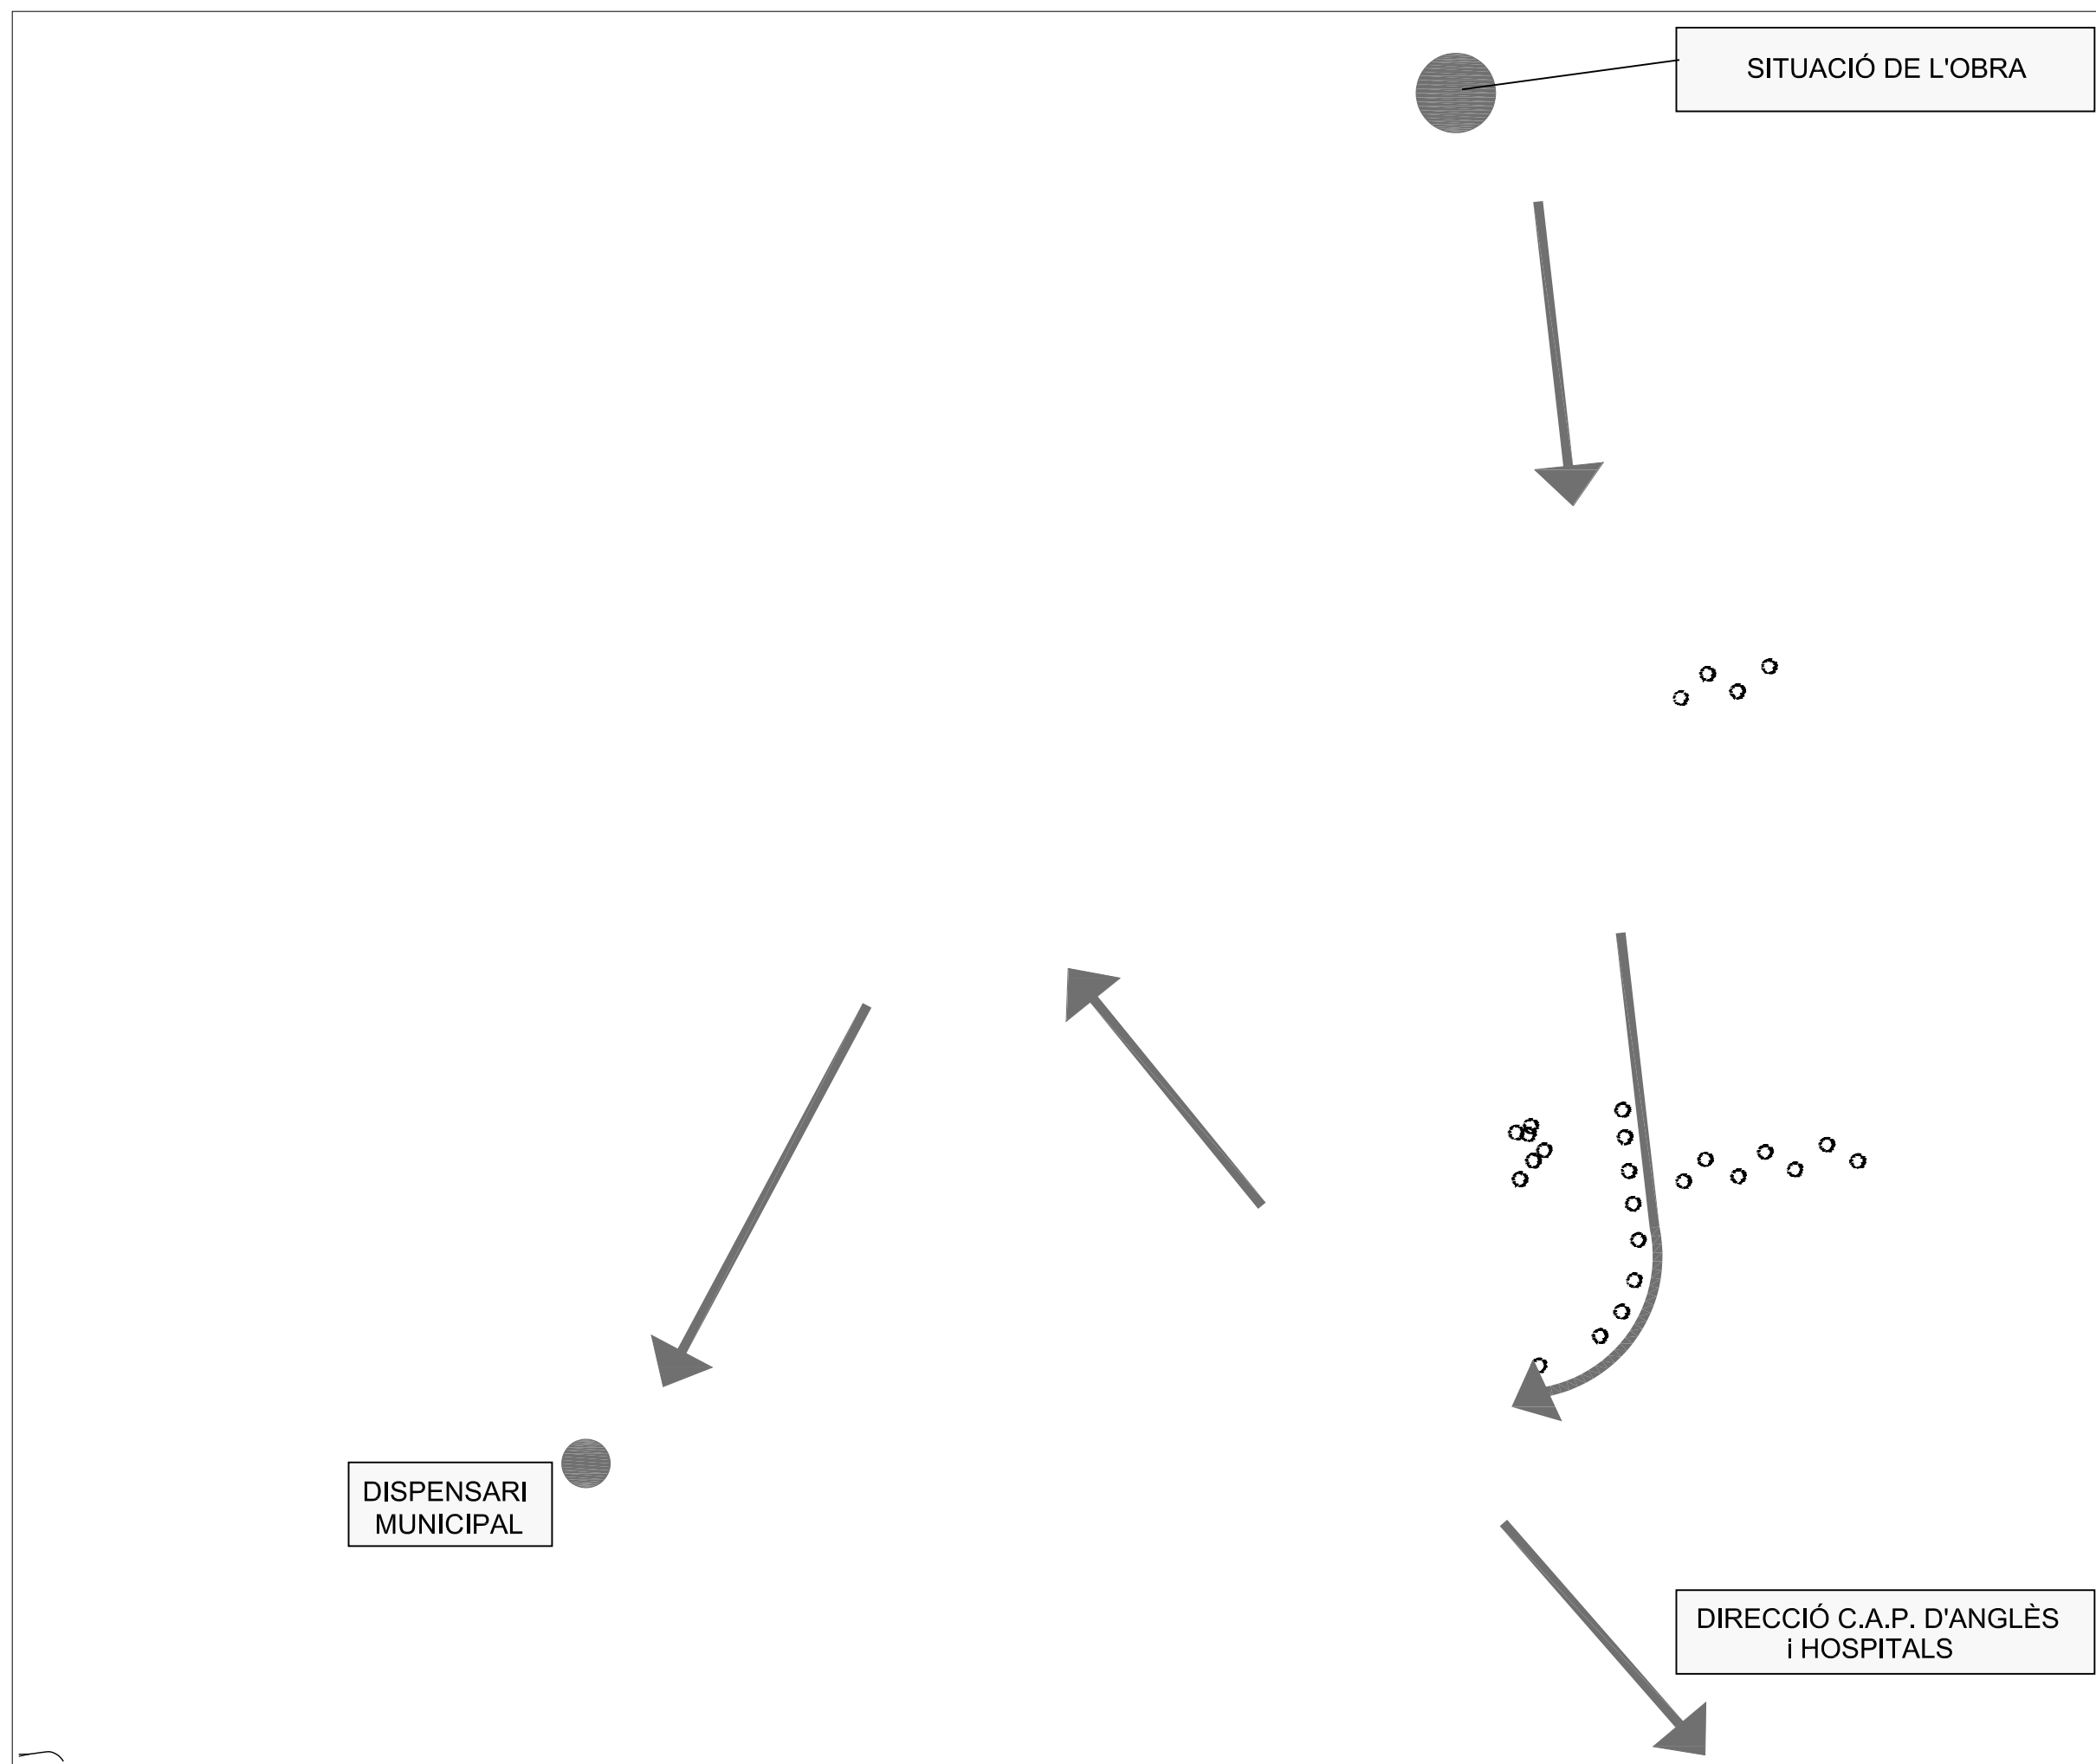 SITUACIÓ DE L'OBRA
DISPENSARI
MUNICIPAL
DIRECCIÓ C.A.P. D'ANGLÈS
i HOSPITALS